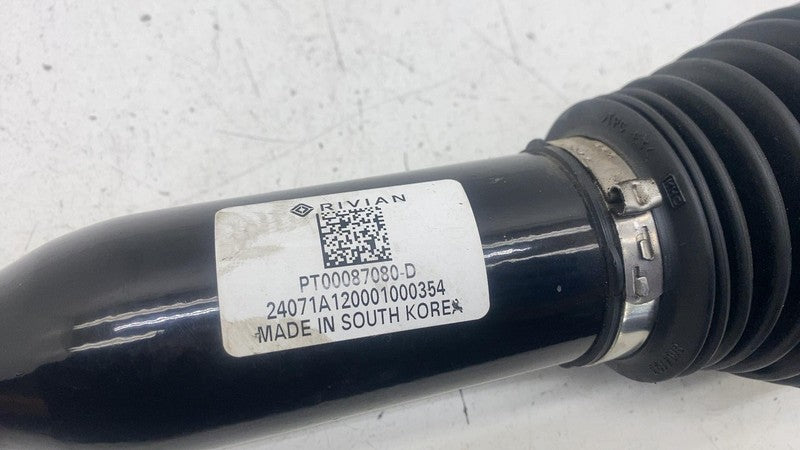 RIVIAN
PT00087080-D
24071A120001000354
MADE IN SOUTH KOREA